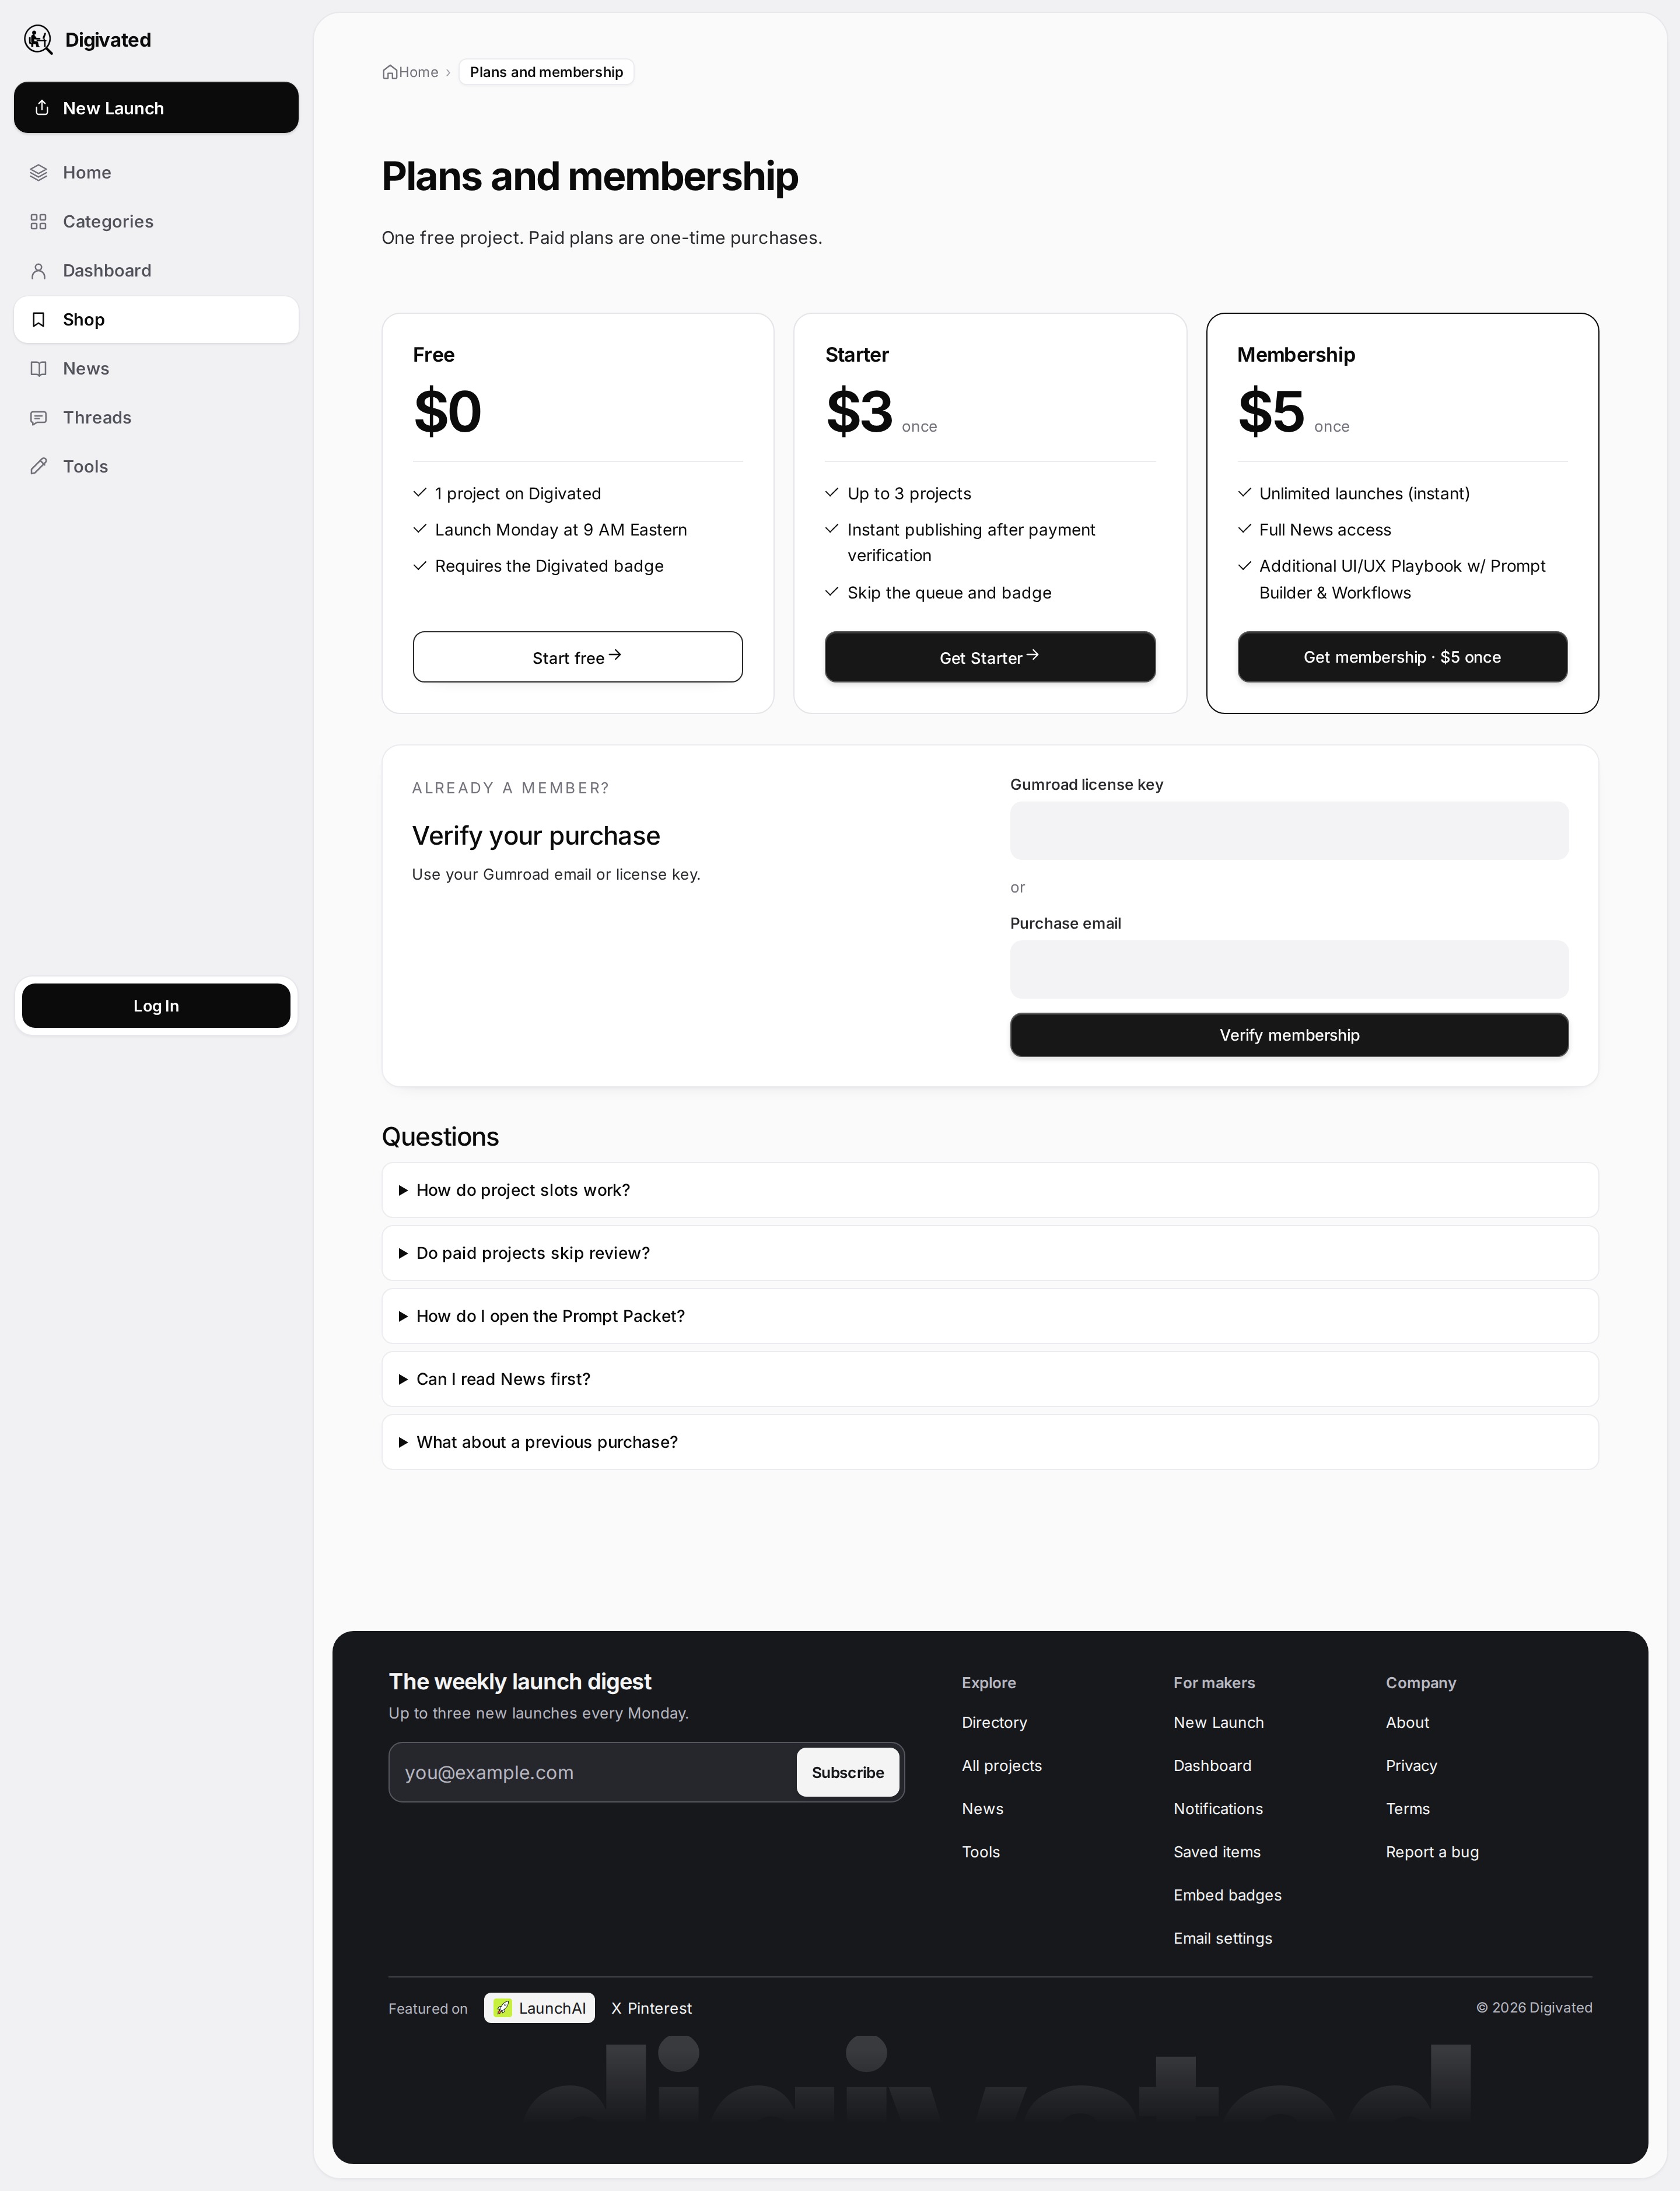 Digivated
New Launch
Home
Categories
Dashboard
Shop
News
Threads
Tools
Log In
Home › Plans and membership
Plans and membership
One free project. Paid plans are one-time purchases.
Free
$0
1 project on Digivated
Launch Monday at 9 AM Eastern
Requires the Digivated badge
Start free →
Starter
$3 once
Up to 3 projects
Instant publishing after payment
verification
Skip the queue and badge
Get Starter →
Membership
$5 once
Unlimited launches (instant)
Full News access
Additional UI/UX Playbook w/ Prompt
Builder & Workflows
Get membership · $5 once
ALREADY A MEMBER?
Verify your purchase
Use your Gumroad email or license key.
Gumroad license key
or
Purchase email
Verify membership
Questions
How do project slots work?
Do paid projects skip review?
How do I open the Prompt Packet?
Can I read News first?
What about a previous purchase?
The weekly launch digest
Up to three new launches every Monday.
you@example.com
Subscribe
Explore
Directory
All projects
News
Tools
For makers
New Launch
Dashboard
Notifications
Saved items
Embed badges
Email settings
Company
About
Privacy
Terms
Report a bug
Featured on
LaunchAI
X Pinterest
© 2026 Digivated
digivated